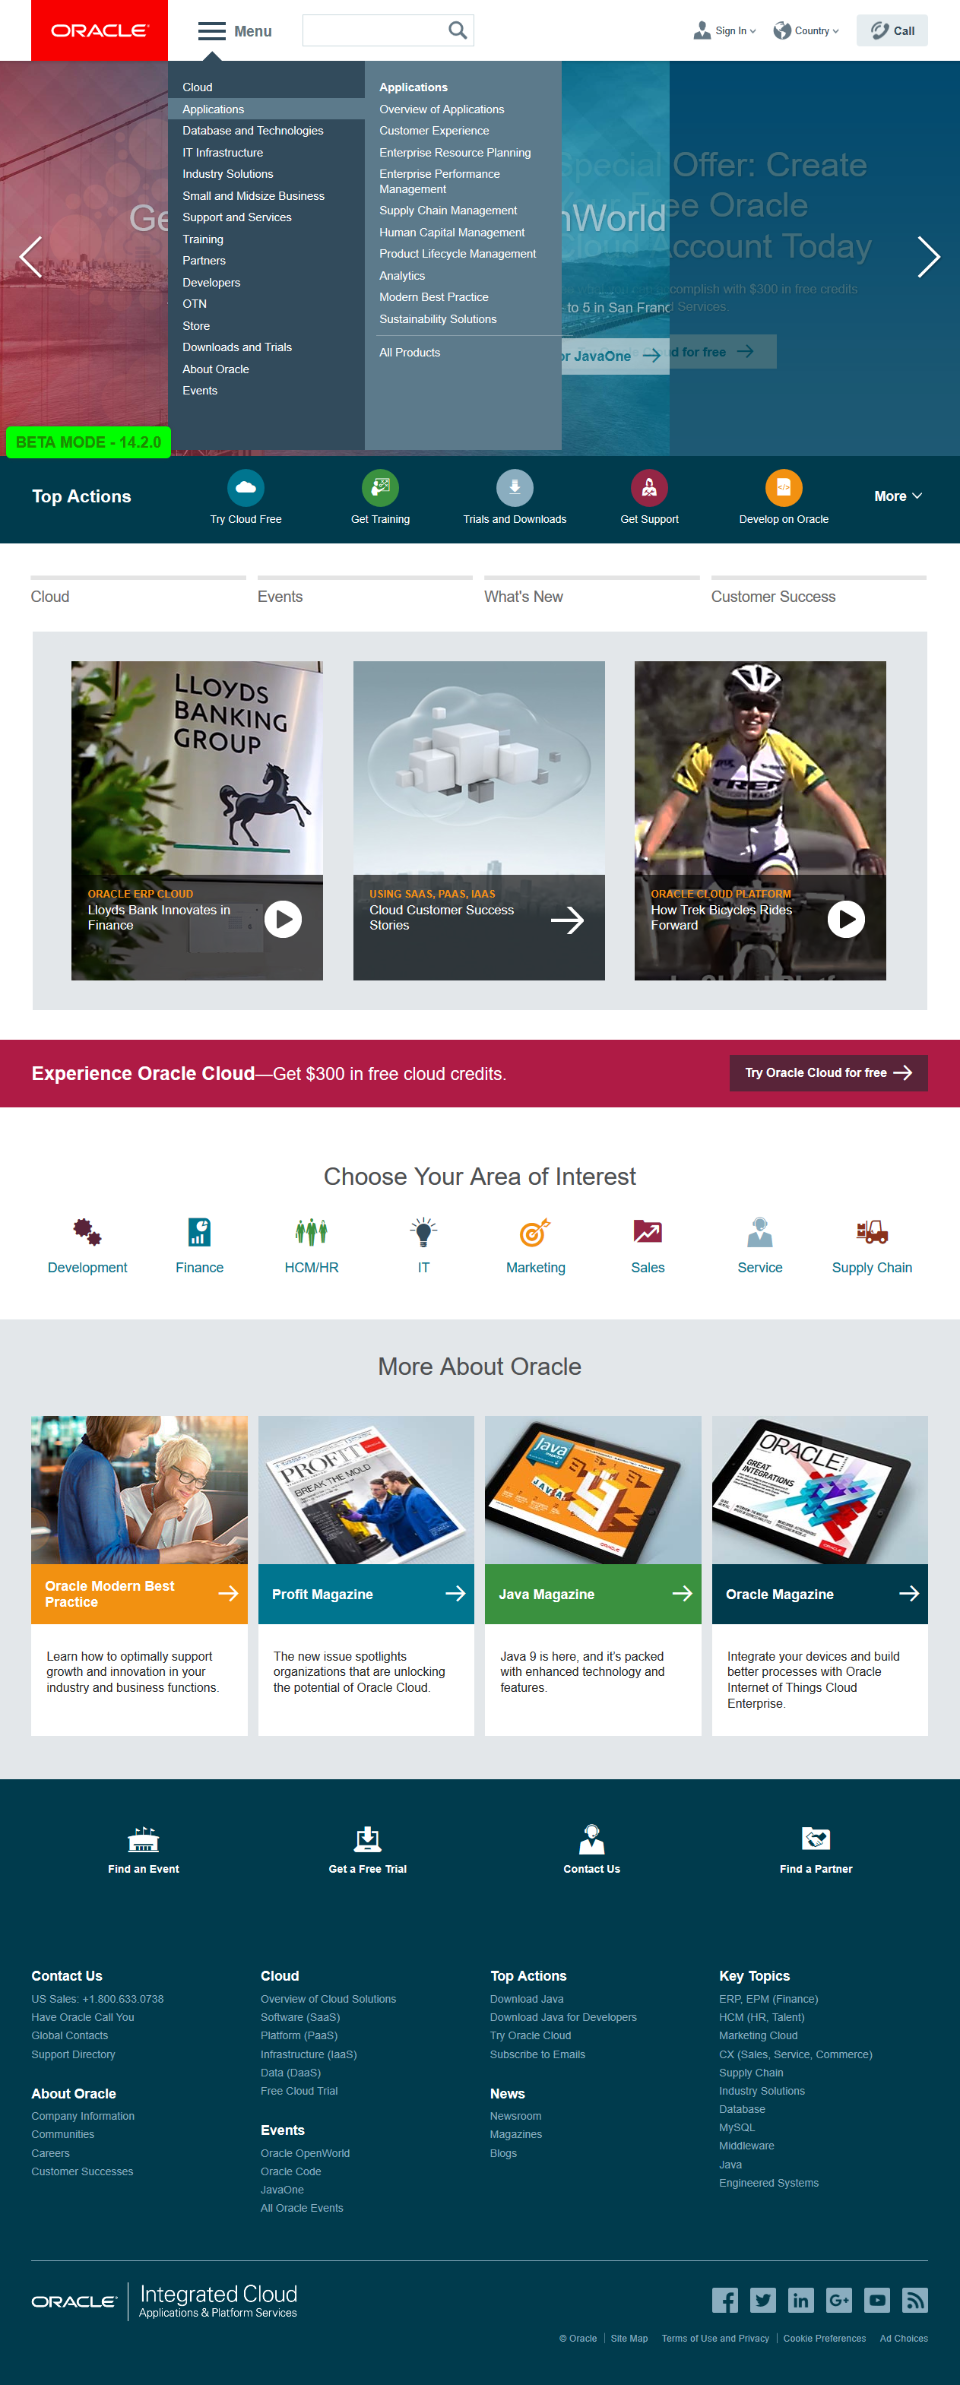 ORACLE
Menu
Sign In
Country
Call
Cloud
Applications
Database and Technologies
IT Infrastructure
Industry Solutions
Small and Midsize Business
Support and Services
Training
Partners
Developers
OTN
Store
Downloads and Trials
About Oracle
Events
Applications
Overview of Applications
Customer Experience
Enterprise Resource Planning
Enterprise Performance
Management
Supply Chain Management
Human Capital Management
Product Lifecycle Management
Analytics
Modern Best Practice
Sustainability Solutions
All Products
Special Offer: Create
Free Oracle
Cloud Account Today
Ge nWorld
accomplish with $300 in free credits
to 5 in San Franc d Services.
or JavaOne
Cloud for free
BETA MODE - 14.2.0
Top Actions
Try Cloud Free
Get Training
Trials and Downloads
Get Support
Develop on Oracle
More
Cloud
Events
What's New
Customer Success
LLOYDS
BANKING
GROUP
TREK
20
ORACLE ERP CLOUD
Lloyds Bank Innovates in
Finance
USING SAAS, PAAS, IAAS
Cloud Customer Success
Stories
ORACLE CLOUD PLATFORM
How Trek Bicycles Rides
Forward
Experience Oracle Cloud—Get $300 in free cloud credits.
Try Oracle Cloud for free
Choose Your Area of Interest
Development
Finance
HCM/HR
IT
Marketing
Sales
Service
Supply Chain
More About Oracle
PROFIT
BREAK THE MOLD
java
JAVA
ORACLE
GREAT
INTEGRATIONS
Oracle Modern Best
Practice
Profit Magazine
Java Magazine
Oracle Magazine
Learn how to optimally support
growth and innovation in your
industry and business functions.
The new issue spotlights
organizations that are unlocking
the potential of Oracle Cloud.
Java 9 is here, and it's packed
with enhanced technology and
features.
Integrate your devices and build
better processes with Oracle
Internet of Things Cloud
Enterprise.
Find an Event
Get a Free Trial
Contact Us
Find a Partner
Contact Us
US Sales: +1.800.633.0738
Have Oracle Call You
Global Contacts
Support Directory
About Oracle
Company Information
Communities
Careers
Customer Successes
Cloud
Overview of Cloud Solutions
Software (SaaS)
Platform (PaaS)
Infrastructure (IaaS)
Data (DaaS)
Free Cloud Trial
Events
Oracle OpenWorld
Oracle Code
JavaOne
All Oracle Events
Top Actions
Download Java
Download Java for Developers
Try Oracle Cloud
Subscribe to Emails
News
Newsroom
Magazines
Blogs
Key Topics
ERP, EPM (Finance)
HCM (HR, Talent)
Marketing Cloud
CX (Sales, Service, Commerce)
Supply Chain
Industry Solutions
Database
MySQL
Middleware
Java
Engineered Systems
ORACLE Integrated Cloud
Applications & Platform Services
© Oracle | Site Map Terms of Use and Privacy | Cookie Preferences Ad Choices